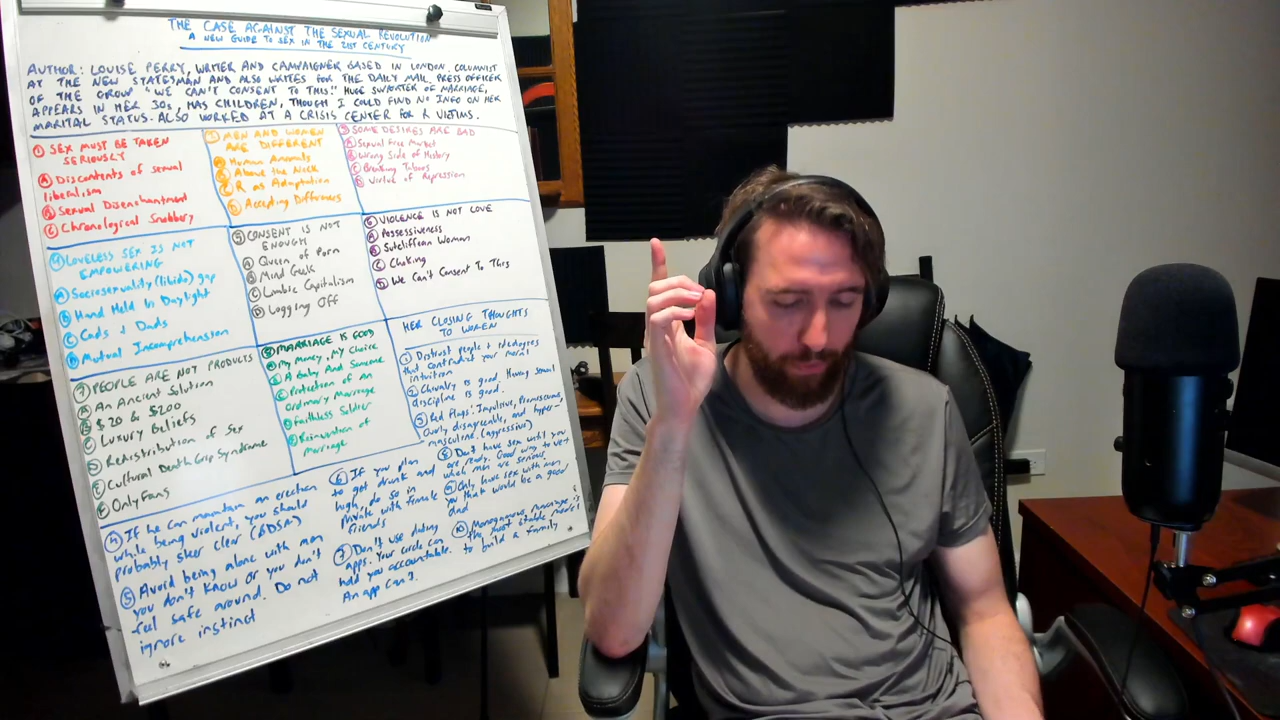 THE CASE AGAINST THE SEXUAL REVOLUTION
A NEW GUIDE TO SEX IN THE 21ST CENTURY
AUTHOR: LOUISE PERRY, WRITER AND CAMPAIGNER BASED IN LONDON. COLUMNIST
AT THE NEW STATESMAN AND ALSO WRITES FOR THE DAILY MAIL. PRESS OFFICER
OF THE GROUP "WE CAN'T CONSENT TO THIS". HUGE SUPPORTER OF MARRIAGE,
APPEARS IN HER 30s, HAS CHILDREN, THOUGH I COULD FIND NO INFO ON HER
MARITAL STATUS. ALSO WORKED AT A CRISIS CENTER FOR R VICTIMS.
① SEX MUST BE TAKEN
SERIOUSLY
Ⓐ Discontents of sexual
liberalism
Ⓑ Sexual Disenchantment
Ⓒ Chronological Snobbery
② MEN AND WOMEN
ARE DIFFERENT
Ⓐ Human Animals
Ⓑ Above the Neck
Ⓒ R as Adaptation
Ⓓ Accepting Differences
③ SOME DESIRES ARE BAD
Ⓐ Sexual Free Market
Ⓑ Wrong Side of History
Ⓒ Breaking Taboos
Ⓓ Virtue of Repression
④ LOVELESS SEX IS NOT
EMPOWERING
Ⓐ Sociosexuality (libido) gap
Ⓑ Hand Held In Daylight
Ⓒ Cads & Dads
Ⓓ Mutual Incomprehension
⑤ CONSENT IS NOT
ENOUGH
Ⓐ Queen of Porn
Ⓑ Mind Geek
Ⓒ Limbic Capitalism
Ⓓ Logging Off
⑥ VIOLENCE IS NOT LOVE
Ⓐ Possessiveness
Ⓑ Sutcliffean Woman
Ⓒ Choking
Ⓓ We Can't Consent To This
⑦ PEOPLE ARE NOT PRODUCTS
Ⓐ An Ancient Solution
Ⓑ $20 & $200
Ⓒ Luxury Beliefs
Ⓓ Redistribution of Sex
Ⓔ Cultural Death Grip Syndrome
Ⓕ OnlyFans
⑧ MARRIAGE IS GOOD
Ⓐ My Money, My Choice
Ⓑ A Baby And Someone
Ⓒ Protection of an
ordinary Marriage
Ⓓ Faithless Soldier
Ⓔ Reinvention of
marriage
HER CLOSING THOUGHTS
TO WOMEN
① Distrust people & ideologies
that contradict your moral
intuition
② Chivalry is good. Having sexual
discipline is good.
③ Red Flags: Impulsive, Promiscuous,
Overly disagreeable, and hyper-
masculine (aggressive)
④ If he can maintain an erection
while being violent, you should
probably steer clear (BDSM)
⑤ Avoid being alone with men
you don't know or you don't
feel safe around. Do not
ignore instinct
⑥ If you plan
to get drunk and
high, do so in
private with female
friends
⑦ Don't use dating
apps. Your circle can
hold you accountable.
An app can't.
⑧ Don't have sex until you
are ready. Good way to vet
which men are serious.
⑨ Only have sex with men
you think would be a good
dad
⑩ Monogamous marriage is
the most stable
to build a family